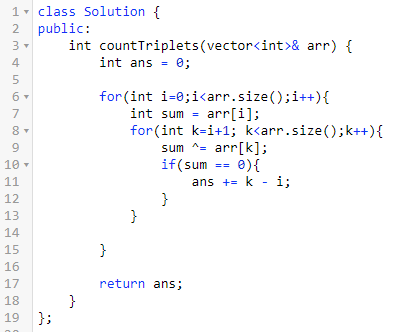 1 class Solution {
2 public:
3     int countTriplets(vector<int>& arr) {
4         int ans = 0;
5
6         for(int i=0;i<arr.size();i++){
7             int sum = arr[i];
8             for(int k=i+1; k<arr.size();k++){
9                 sum ^= arr[k];
10                 if(sum == 0){
11                     ans += k - i;
12                 }
13             }
14
15         }
16
17         return ans;
18     }
19 };